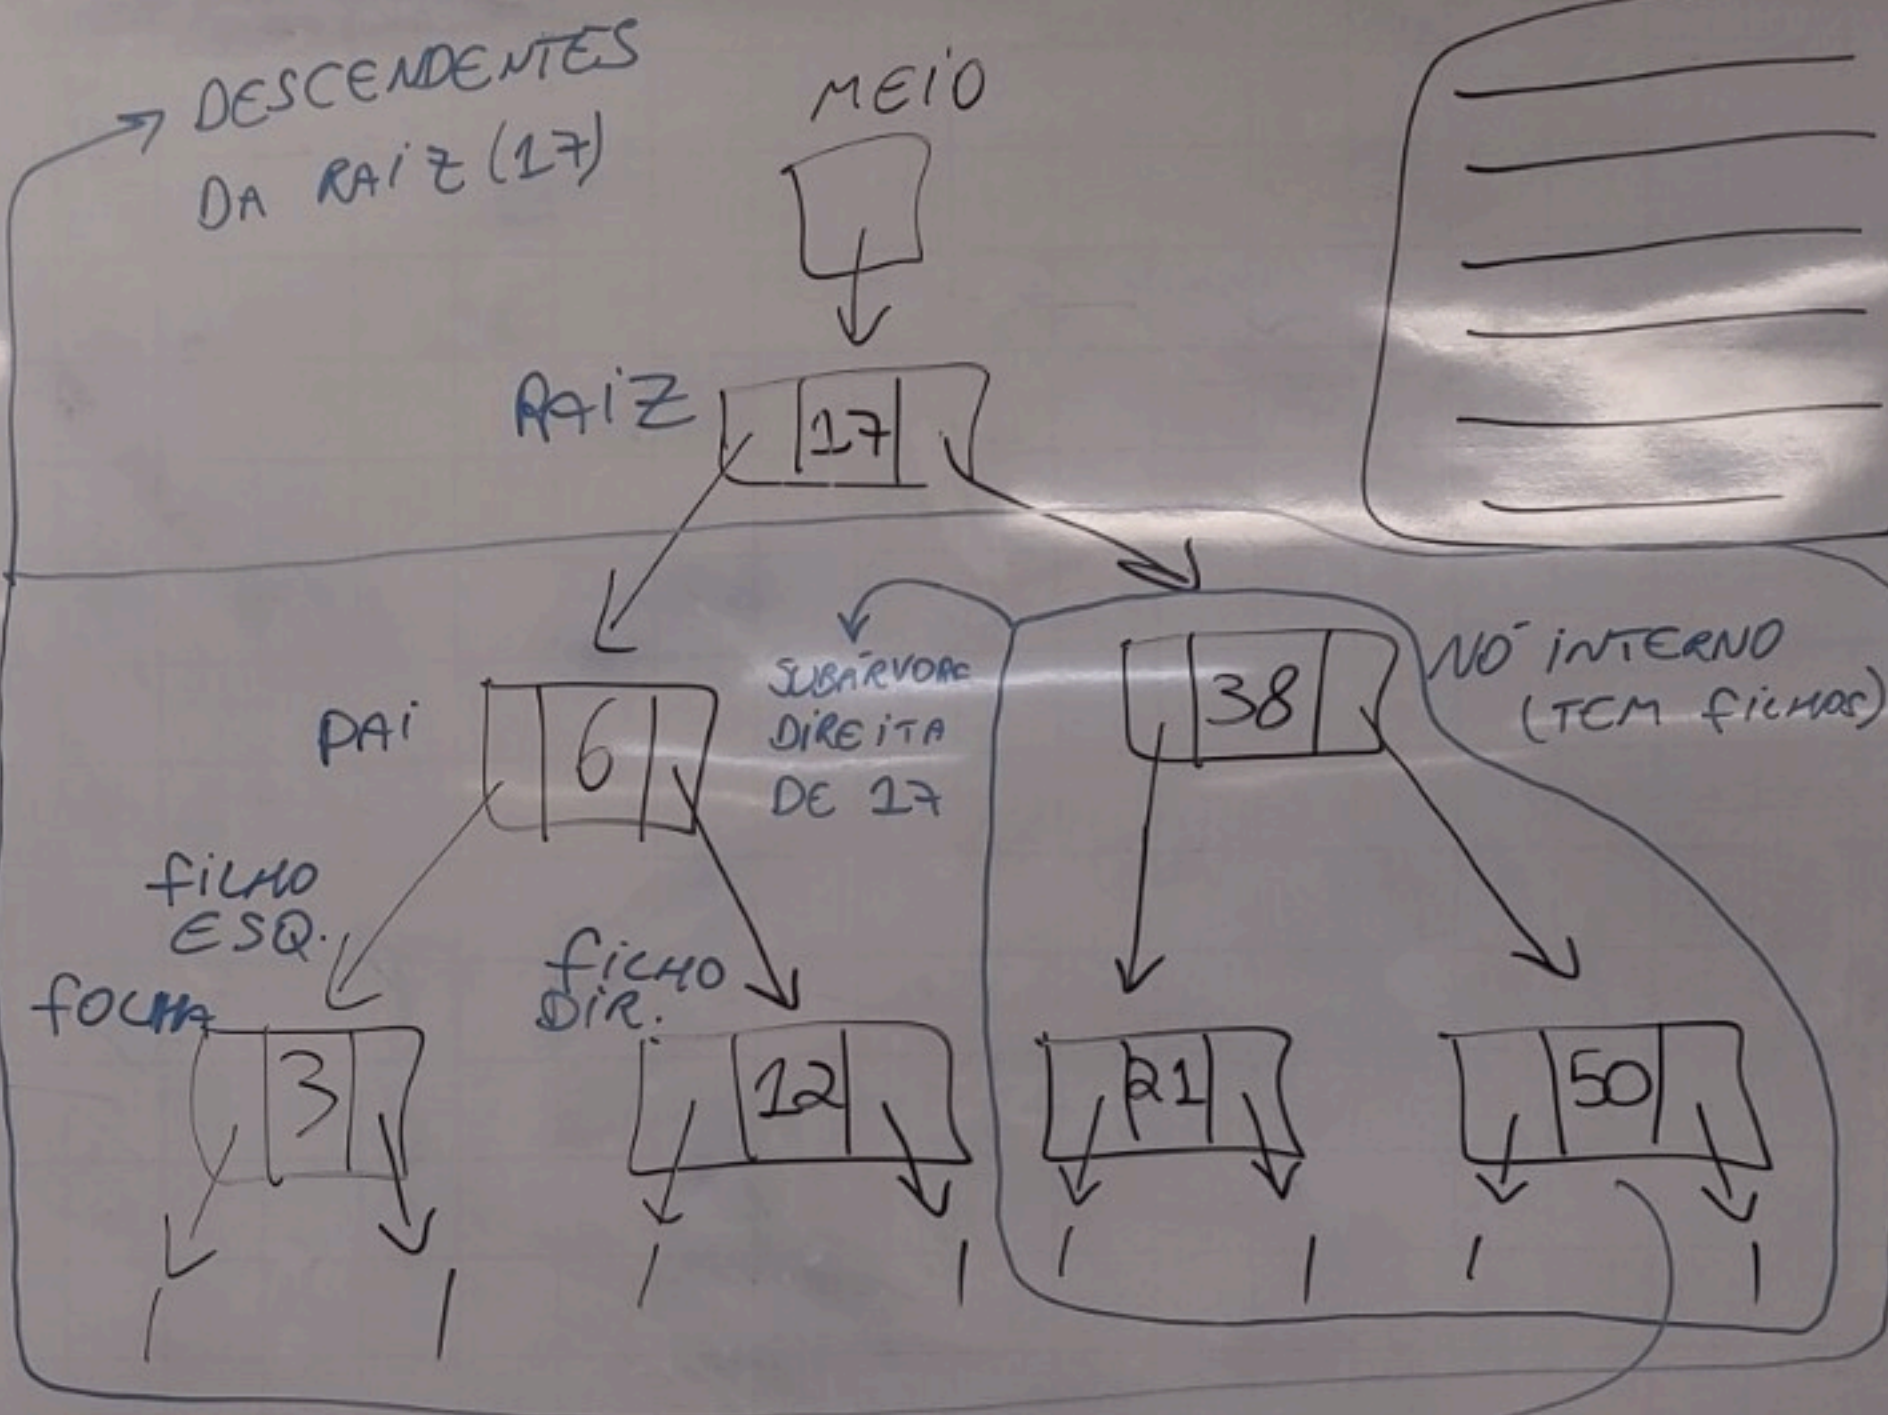 DESCENDENTES
DA RAIZ (17)
MEIO
RAIZ
17
PAI
6
SUBÁRVORE
DIREITA
DE 17
38
NÓ INTERNO
(TEM FILHOS)
FILHO
ESQ.
FOLHA
3
FILHO
DIR.
12
21
50